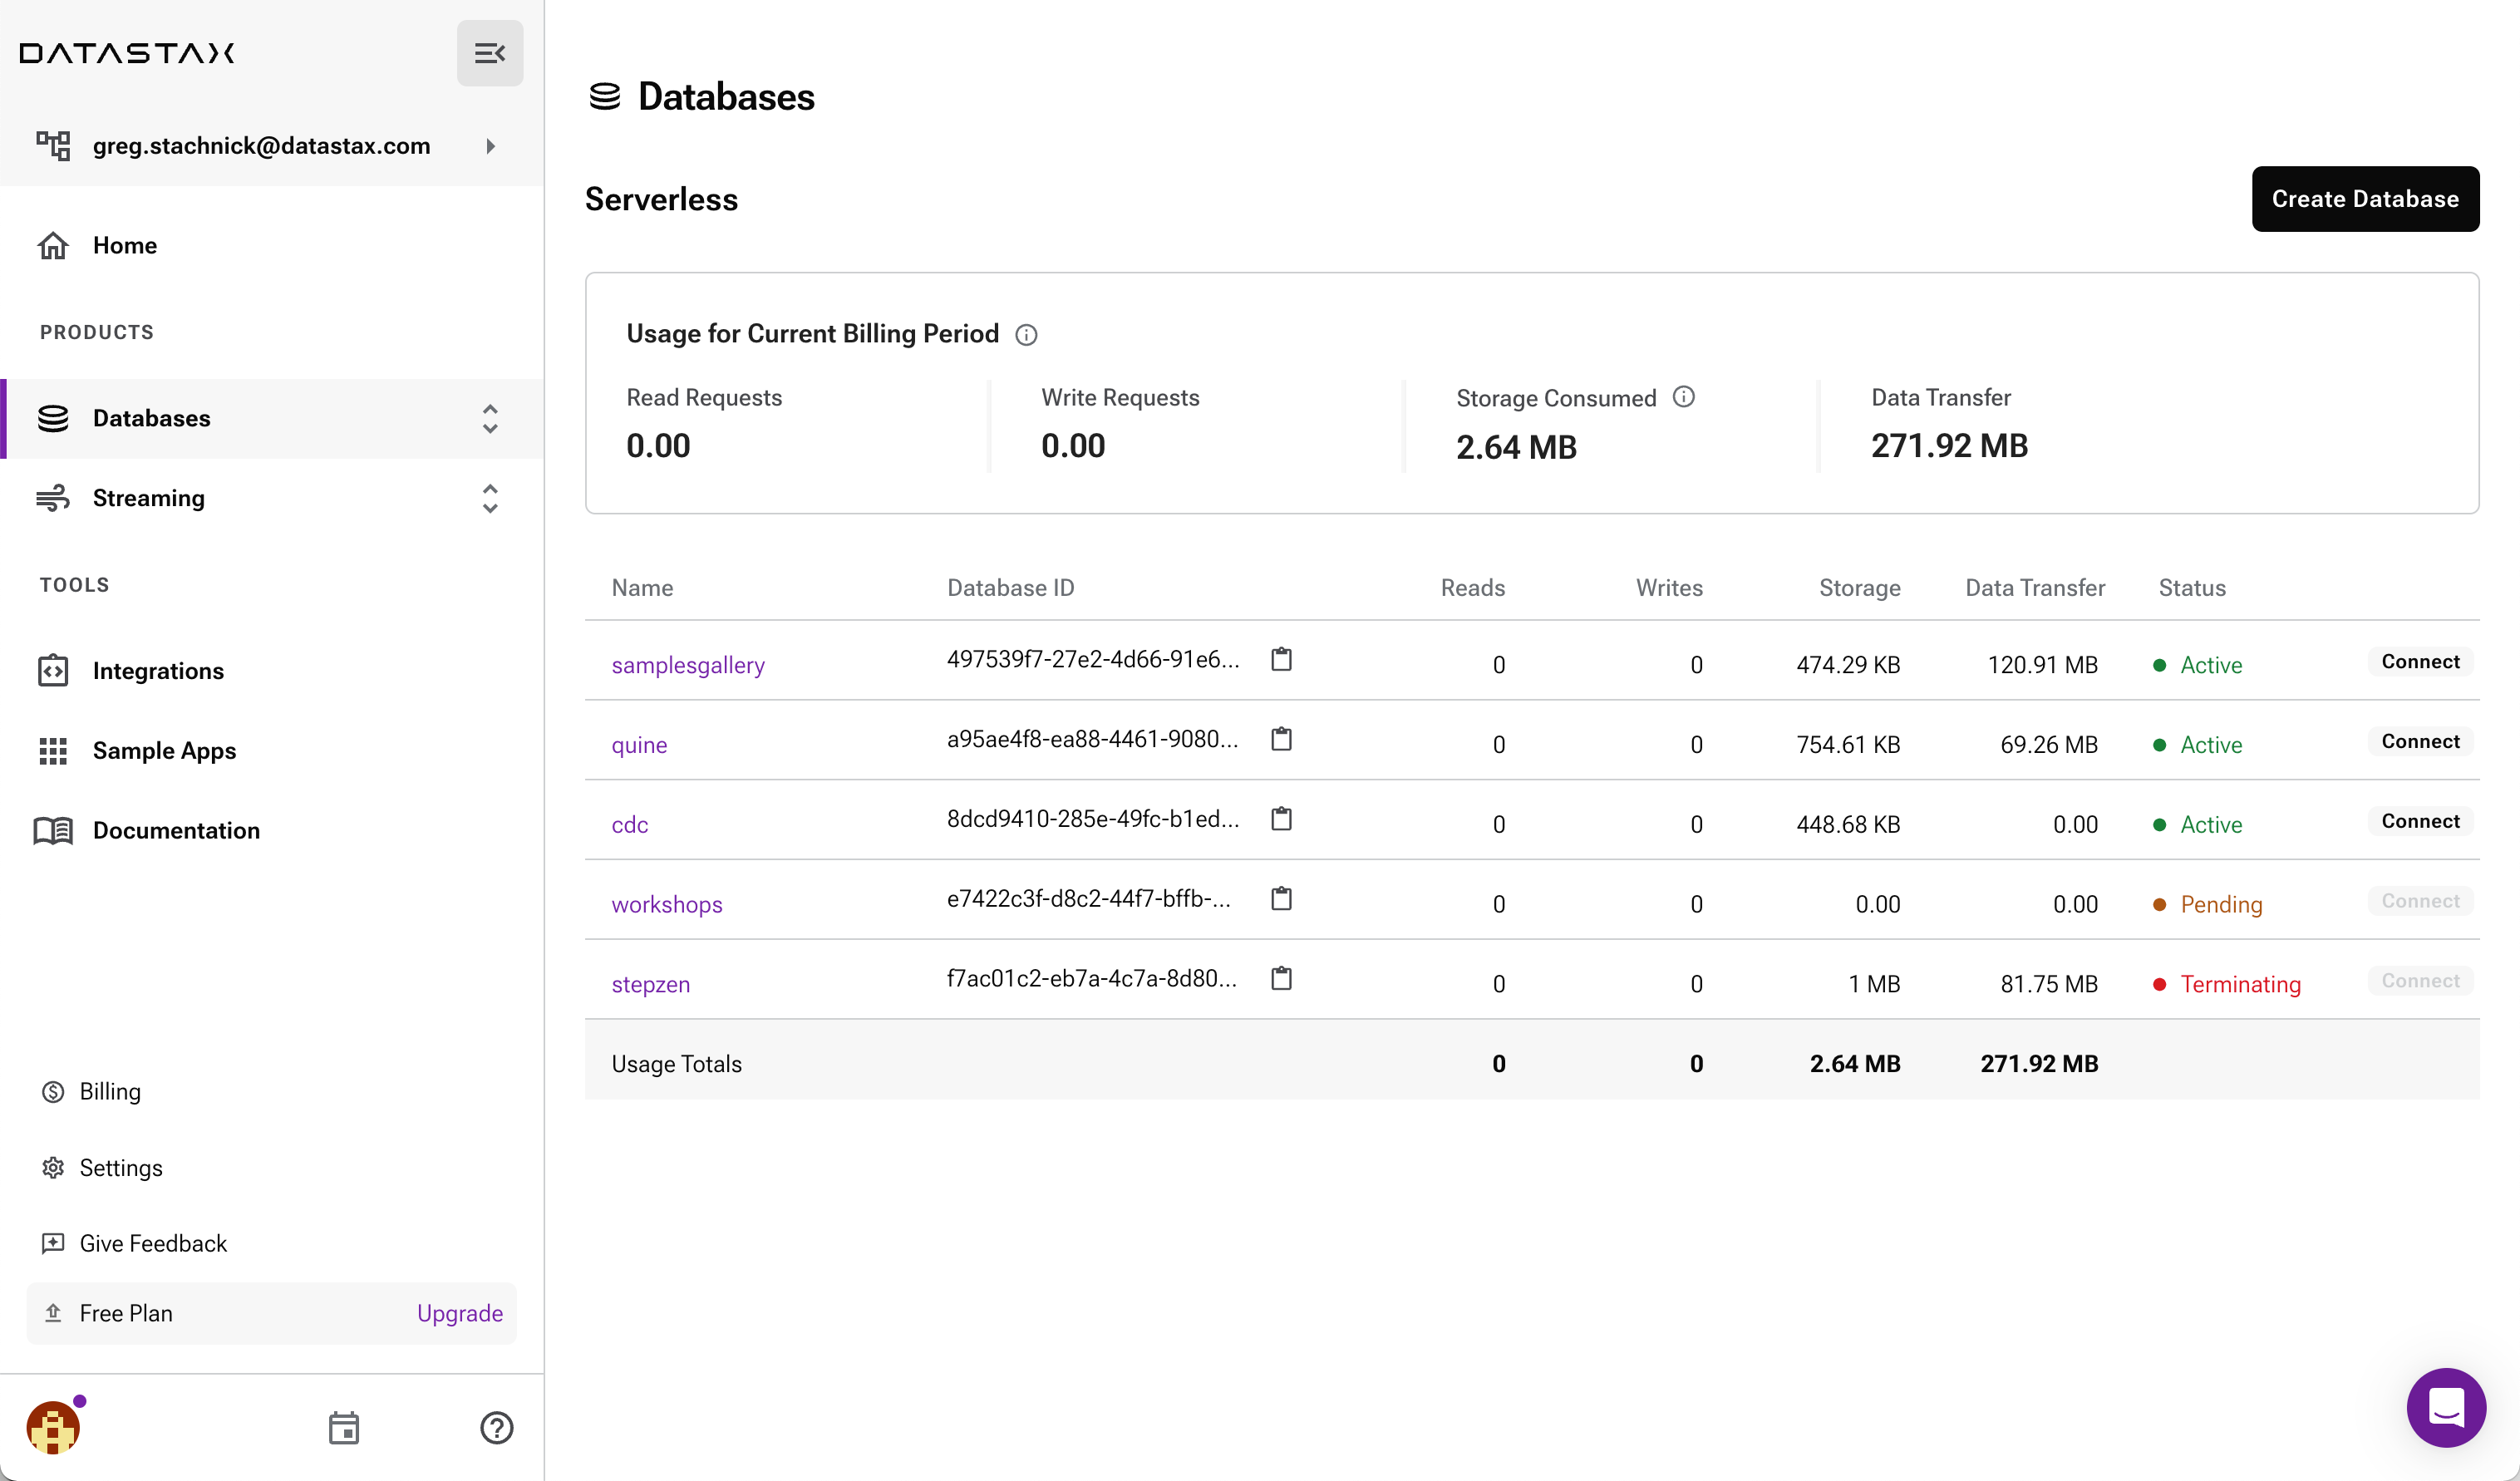 DATASTAX
greg.stachnick@datastax.com
Home
PRODUCTS
Databases
Streaming
TOOLS
Integrations
Sample Apps
Documentation
Billing
Settings
Give Feedback
Free Plan Upgrade
Databases
Serverless
Create Database
Usage for Current Billing Period
Read Requests Write Requests Storage Consumed Data Transfer
0.00 0.00 2.64 MB 271.92 MB
Name Database ID Reads Writes Storage Data Transfer Status
samplesgallery 497539f7-27e2-4d66-91e6... 0 0 474.29 KB 120.91 MB Active Connect
quine a95ae4f8-ea88-4461-9080... 0 0 754.61 KB 69.26 MB Active Connect
cdc 8dcd9410-285e-49fc-b1ed... 0 0 448.68 KB 0.00 Active Connect
workshops e7422c3f-d8c2-44f7-bffb-... 0 0 0.00 0.00 Pending Connect
stepzen f7ac01c2-eb7a-4c7a-8d80... 0 0 1 MB 81.75 MB Terminating Connect
Usage Totals 0 0 2.64 MB 271.92 MB